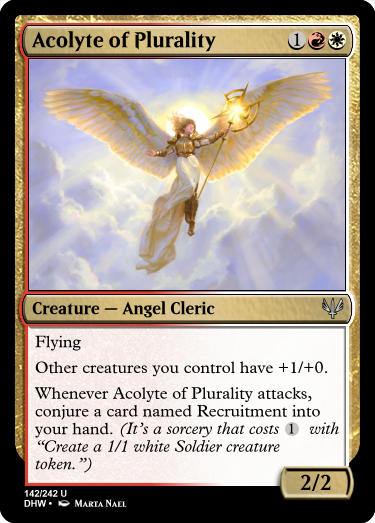 Acolyte of Plurality 1
Creature — Angel Cleric
Flying
Other creatures you control have +1/+0.
Whenever Acolyte of Plurality attacks,
conjure a card named Recruitment into
your hand. (It's a sorcery that costs 1 with
“Create a 1/1 white Soldier creature
token.”)
2/2
142/242 U
DHW • Marta Nael